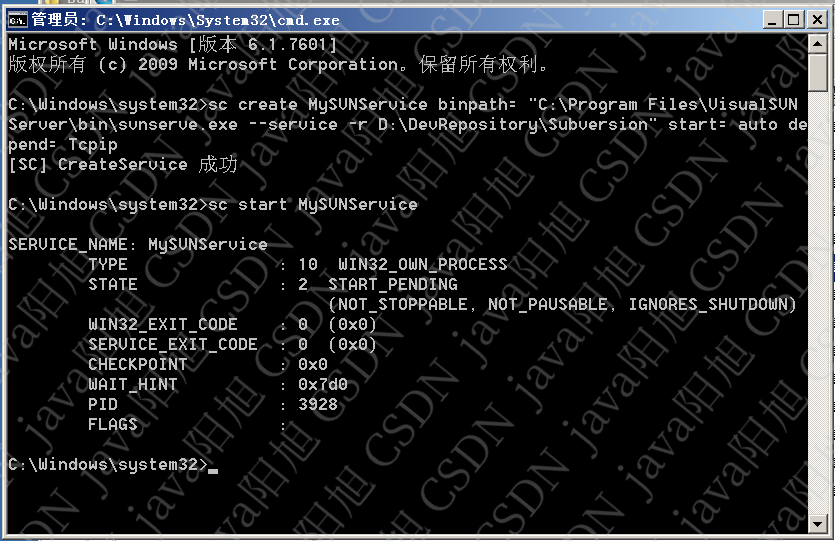 管理员: C:\Windows\System32\cmd.exe
Microsoft Windows [版本 6.1.7601]
版权所有 (c) 2009 Microsoft Corporation。保留所有权利。
C:\Windows\system32>sc create MySVNService binpath= "C:\Program Files\VisualSVN
Server\bin\svnserve.exe --service -r D:\DevRepository\Subversion" start= auto de
pend= Tcpip
[SC] CreateService 成功
C:\Windows\system32>sc start MySVNService
SERVICE_NAME: MySVNService
TYPE : 10 WIN32_OWN_PROCESS
STATE : 2 START_PENDING
(NOT_STOPPABLE, NOT_PAUSABLE, IGNORES_SHUTDOWN)
WIN32_EXIT_CODE : 0 (0x0)
SERVICE_EXIT_CODE : 0 (0x0)
CHECKPOINT : 0x0
WAIT_HINT : 0x7d0
PID : 3928
FLAGS :
C:\Windows\system32>_
CSDN java阳旭